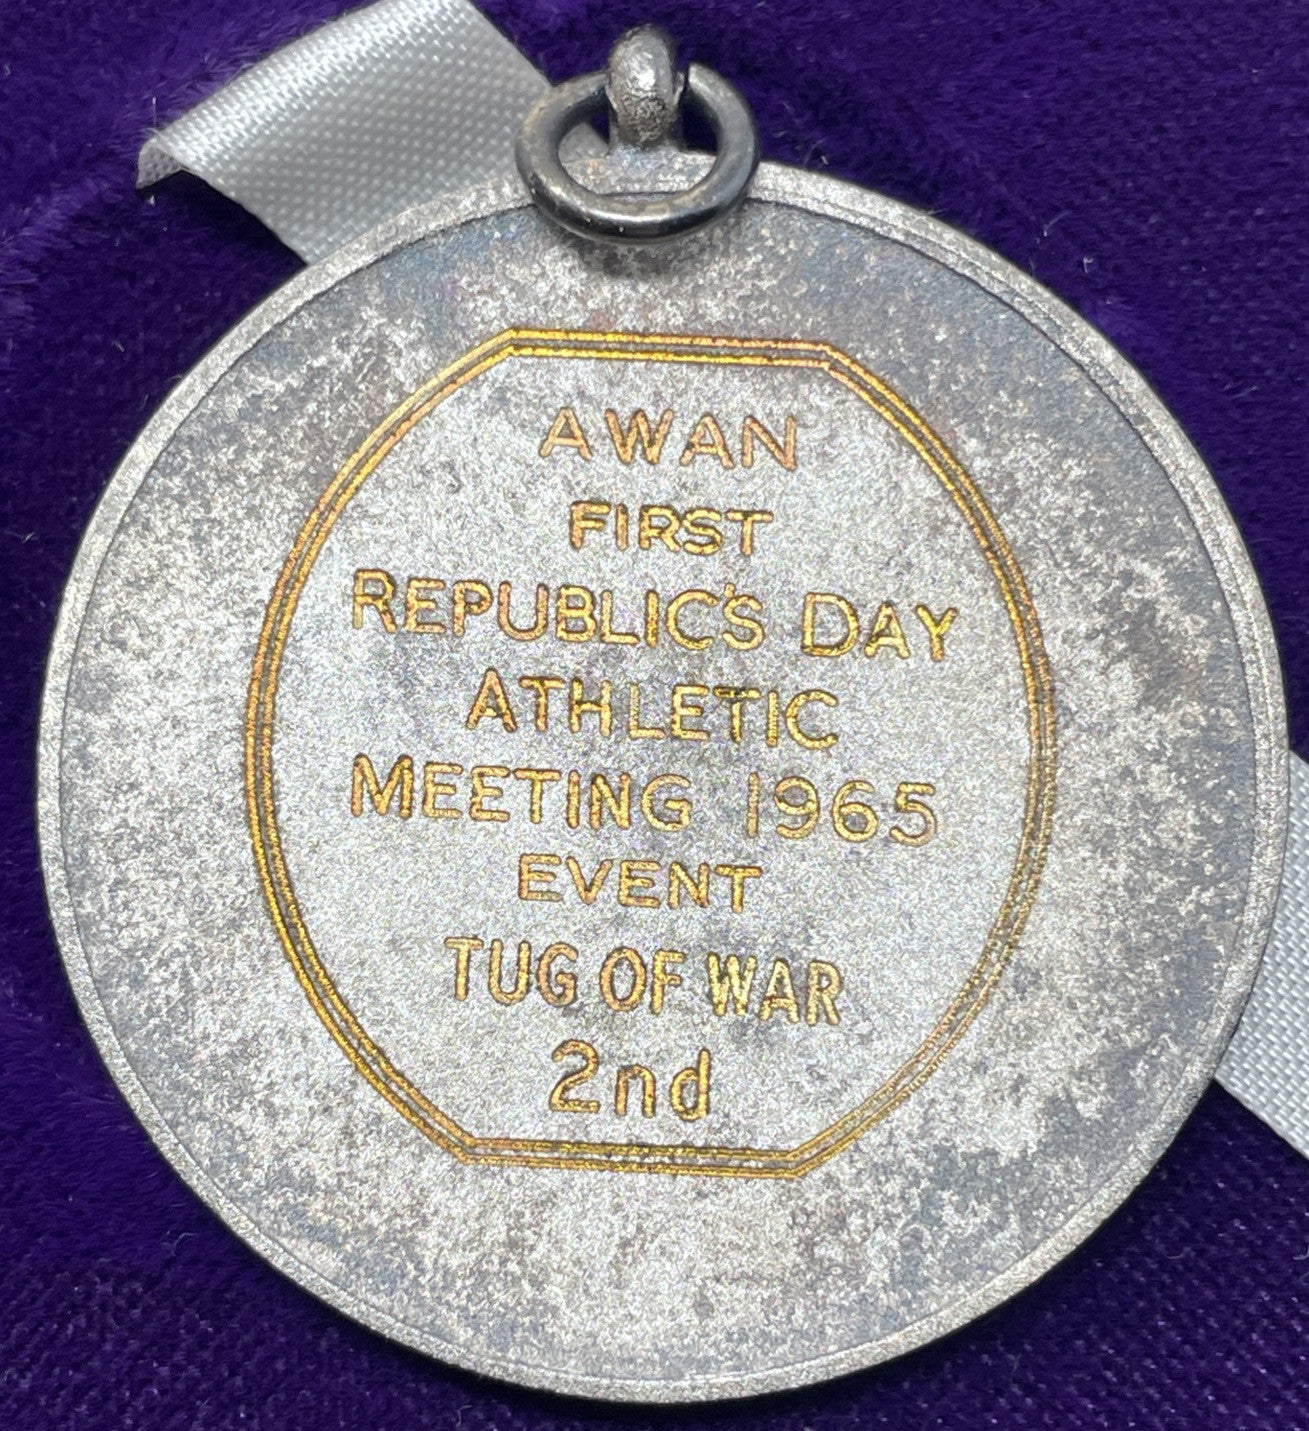 AWAN
FIRST
REPUBLIC'S DAY
ATHLETIC
MEETING 1965
EVENT
TUG OF WAR
2nd